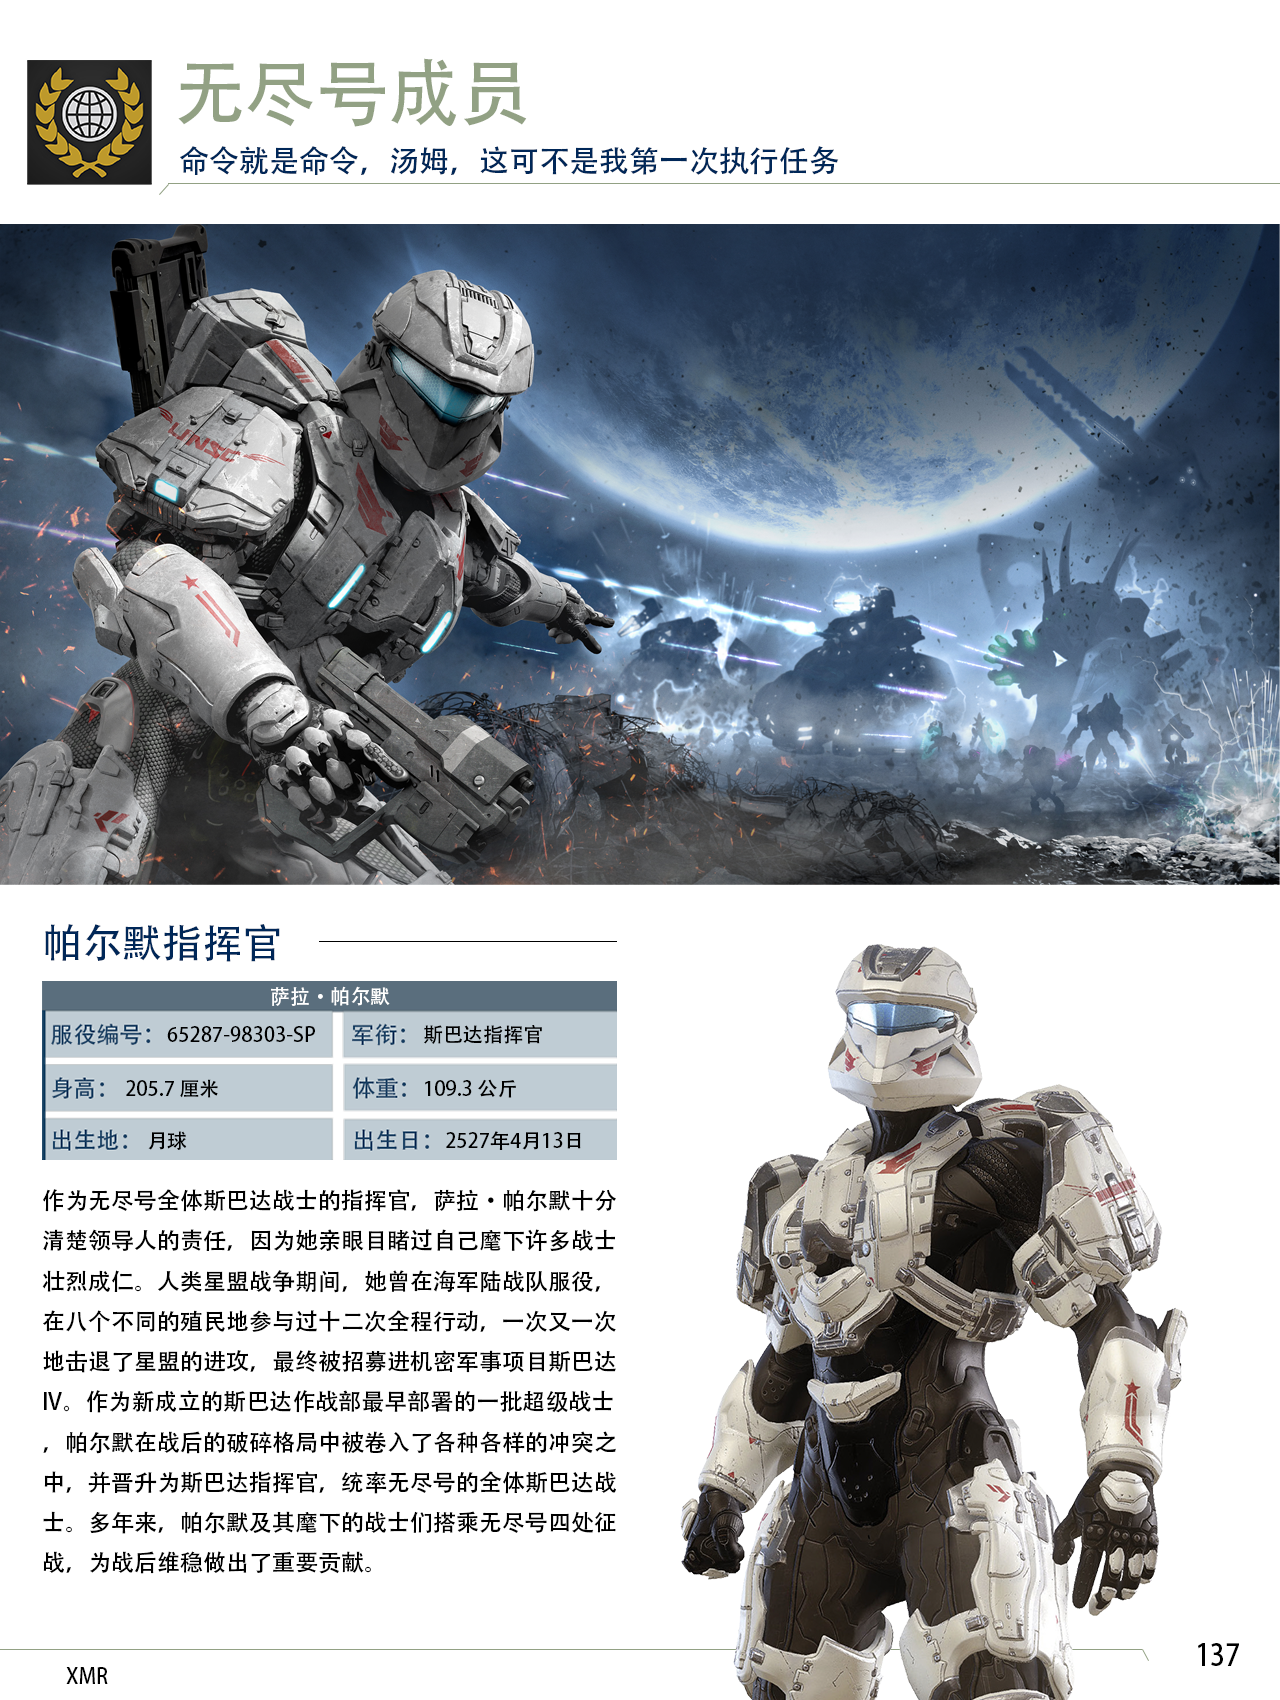 无尽号成员
命令就是命令，汤姆，这可不是我第一次执行任务
UNSC
帕尔默指挥官
萨拉·帕尔默
服役编号： 65287-98303-SP 军衔： 斯巴达指挥官
身高： 205.7 厘米 体重： 109.3 公斤
出生地： 月球 出生日： 2527年4月13日
作为无尽号全体斯巴达战士的指挥官，萨拉·帕尔默十分
清楚领导人的责任，因为她亲眼目睹过自己麾下许多战士
壮烈成仁。人类星盟战争期间，她曾在海军陆战队服役，
在八个不同的殖民地参与过十二次全程行动，一次又一次
地击退了星盟的进攻，最终被招募进机密军事项目斯巴达
IV。作为新成立的斯巴达作战部最早部署的一批超级战士
，帕尔默在战后的破碎格局中被卷入了各种各样的冲突之
中，并晋升为斯巴达指挥官，统率无尽号的全体斯巴达战
士。多年来，帕尔默及其麾下的战士们搭乘无尽号四处征
战，为战后维稳做出了重要贡献。
XMR
137